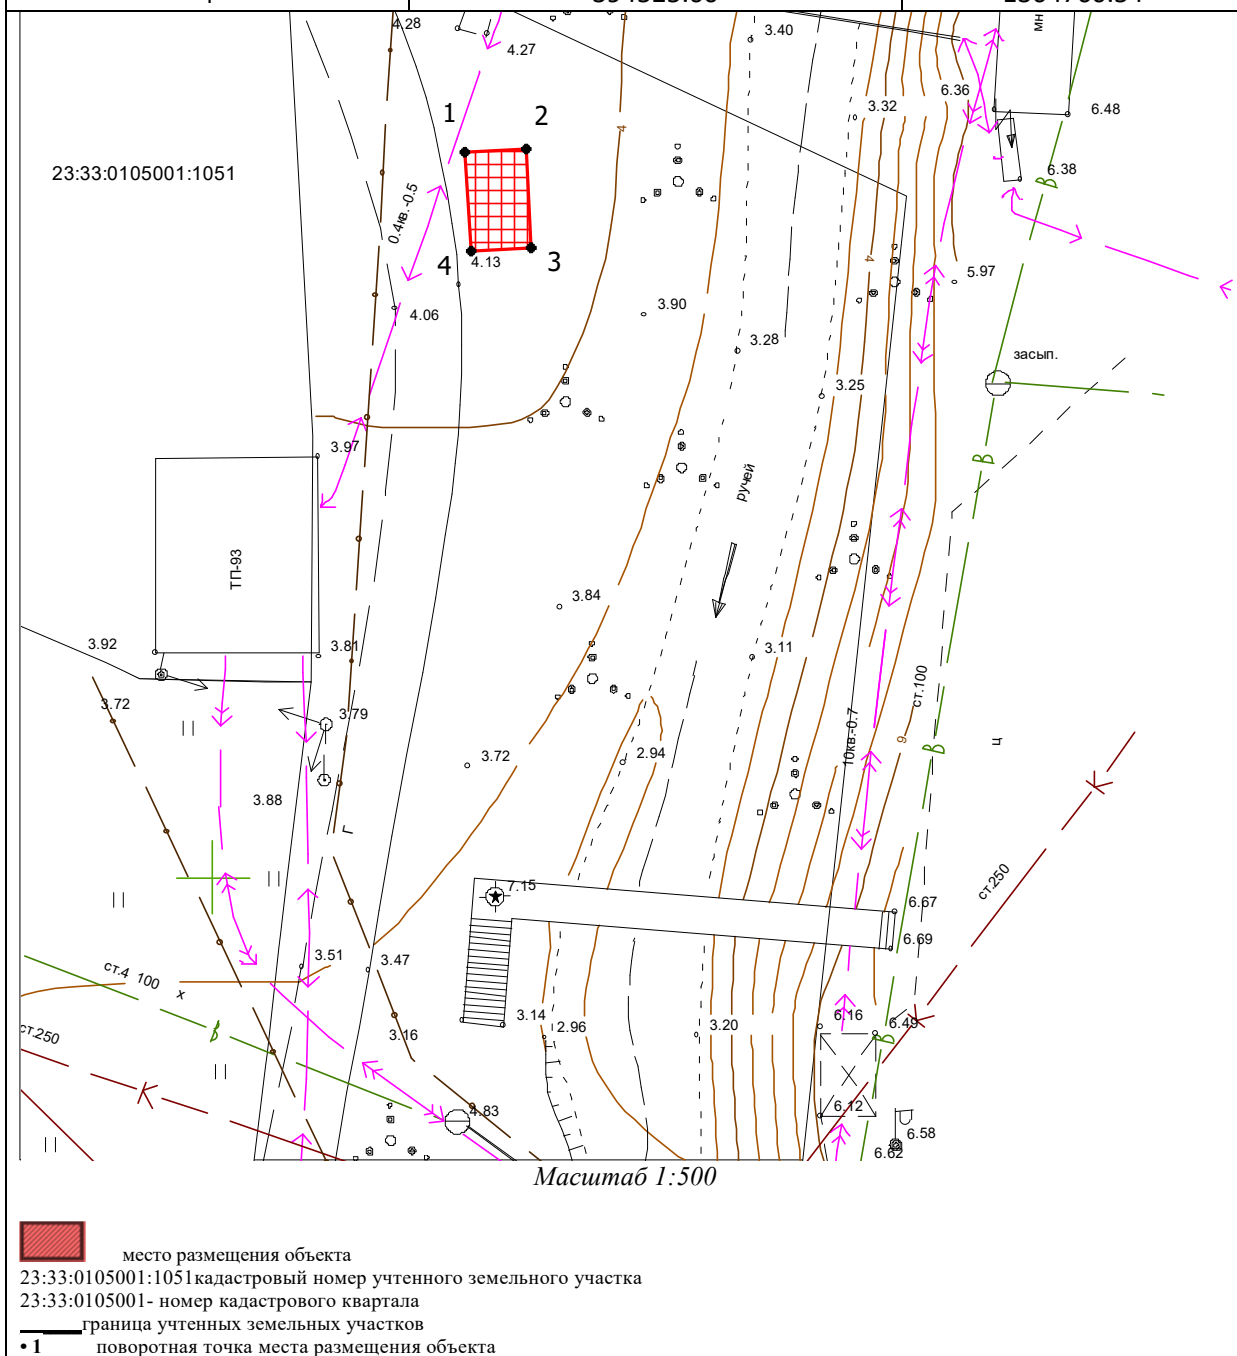 4.28
4.27
3.40
мн
6.36
3.32
6.48
1
2
23:33:0105001:1051
6.38
4
0.4кв.-0.5
4
3
4.13
4
5.97
4.06
3.90
3.28
засып.
3.25
3.97
В
ручей
ТП-93
3.84
3.92
3.81
3.11
3.72
3.79
ст.100
10кв.-0.7
6
В
ц
3.72
2.94
3.88
Г
7.15
ст.250
6.67
6.69
3.51
3.47
ст.4 100
х
3.14
2.96
3.20
6.16
6.49
3.16
В
ст.250
В
К
4.83
6.12
6.58
6.62
Масштаб 1:500
место размещения объекта
23:33:0105001:1051кадастровый номер учтенного земельного участка
23:33:0105001- номер кадастрового квартала
граница учтенных земельных участков
• 1 поворотная точка места размещения объекта